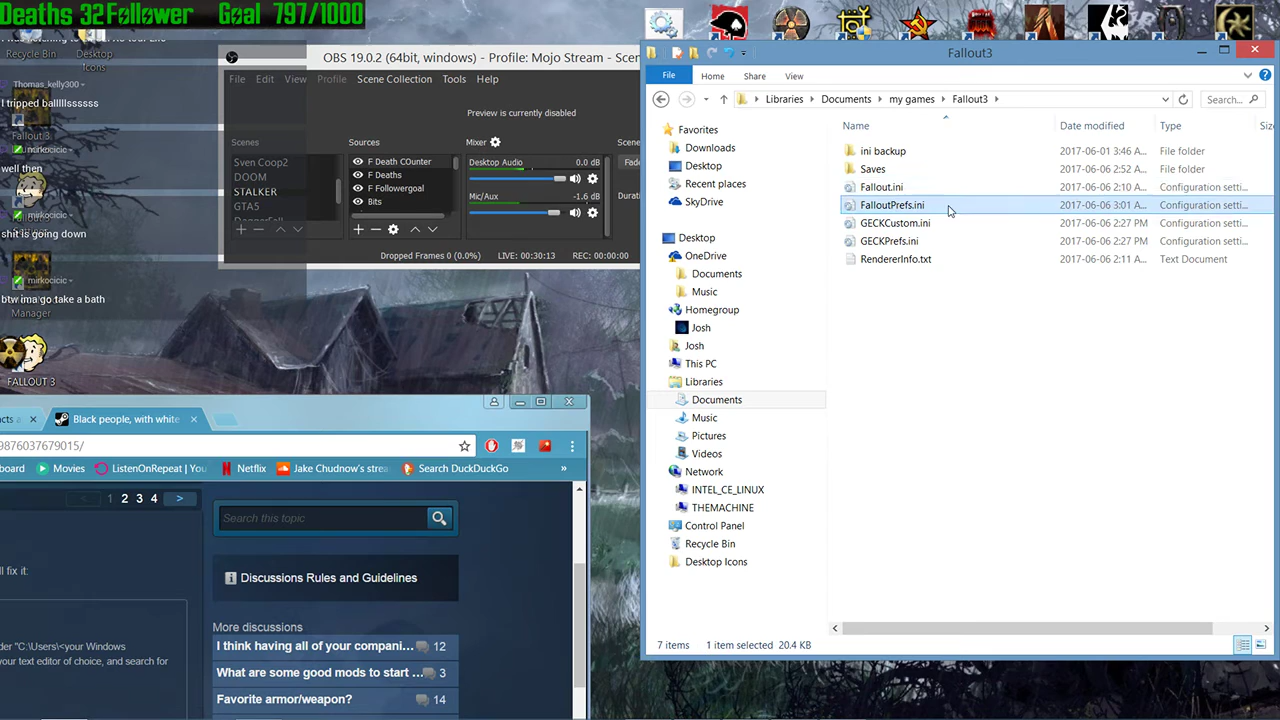 Deaths 32Follower Goal 797/1000
Recycle Bin
Desktop Icons
Thomas_kelly300
I tripped balllllssssss
Fallout 3
mirkocicic
well then
mirkocicic
shit is going down
mirkocicic
btw ima go take a bath
Manager
FALLOUT 3
OBS 19.0.2 (64bit, windows) - Profile: Mojo Stream - Scen
File Edit View Profile Scene Collection Tools Help
Preview is currently disabled
Scenes
Sven Coop2
DOOM
STALKER
GTA5
DaggerFall
Sources
F Death COunter
F Deaths
F Followergoal
Bits
Mixer
Desktop Audio 0.0 dB
Mic/Aux -1.6 dB
Scene
Fade
Durati
Dropped Frames 0 (0.0%) LIVE: 00:30:13 REC: 00:00:00
Fallout3
File Home Share View
Libraries Documents my games Fallout3
Search...
Name Date modified Type Size
ini backup 2017-06-01 3:46 A... File folder
Saves 2017-06-06 2:52 A... File folder
Fallout.ini 2017-06-06 2:10 A... Configuration setti...
FalloutPrefs.ini 2017-06-06 3:01 A... Configuration setti...
GECKCustom.ini 2017-06-06 2:27 PM Configuration setti...
GECKPrefs.ini 2017-06-06 2:27 PM Configuration setti...
RendererInfo.txt 2017-06-06 2:11 A... Text Document
Favorites
Downloads
Desktop
Recent places
SkyDrive
Desktop
OneDrive
Documents
Music
Homegroup
Josh
Josh
This PC
Libraries
Documents
Music
Pictures
Videos
Network
INTEL_CE_LINUX
THEMACHINE
Control Panel
Recycle Bin
Desktop Icons
7 items 1 item selected 20.4 KB
cts a
Black people, with white
9876037679015/
board Movies ListenOnRepeat | You Netflix Jake Chudnow's strea Search DuckDuckGo »
< 1 2 3 4 >
Search this topic
ll fix it:
Discussions Rules and Guidelines
der "C:\Users\<your Windows
your text editor of choice, and search for
More discussions
I think having all of your compani... 12
What are some good mods to start ... 3
Favorite armor/weapon? 14